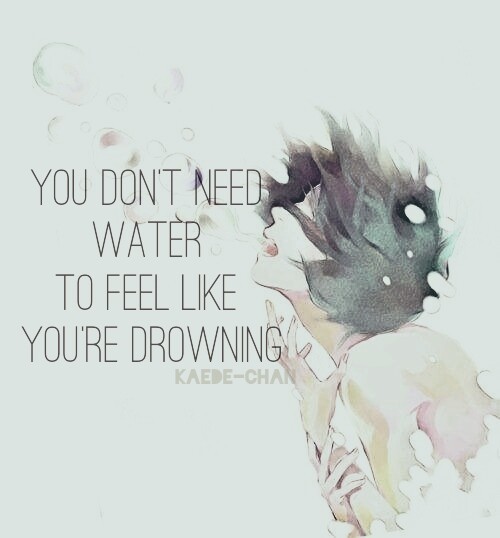 YOU DON'T NEED
WATER
TO FEEL LIKE
YOU'RE DROWNING
KAEDE-CHAN